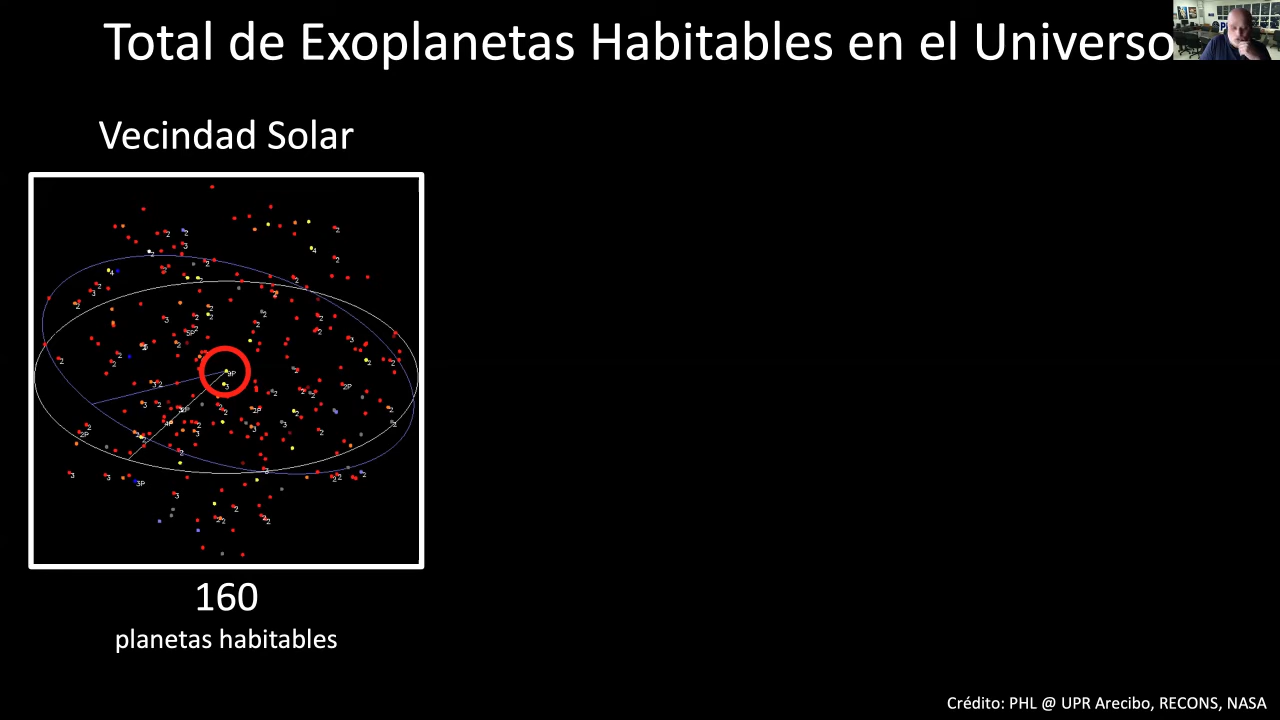 Total de Exoplanetas Habitables en el Universo
Vecindad Solar
160
planetas habitables
Crédito: PHL @ UPR Arecibo, RECONS, NASA